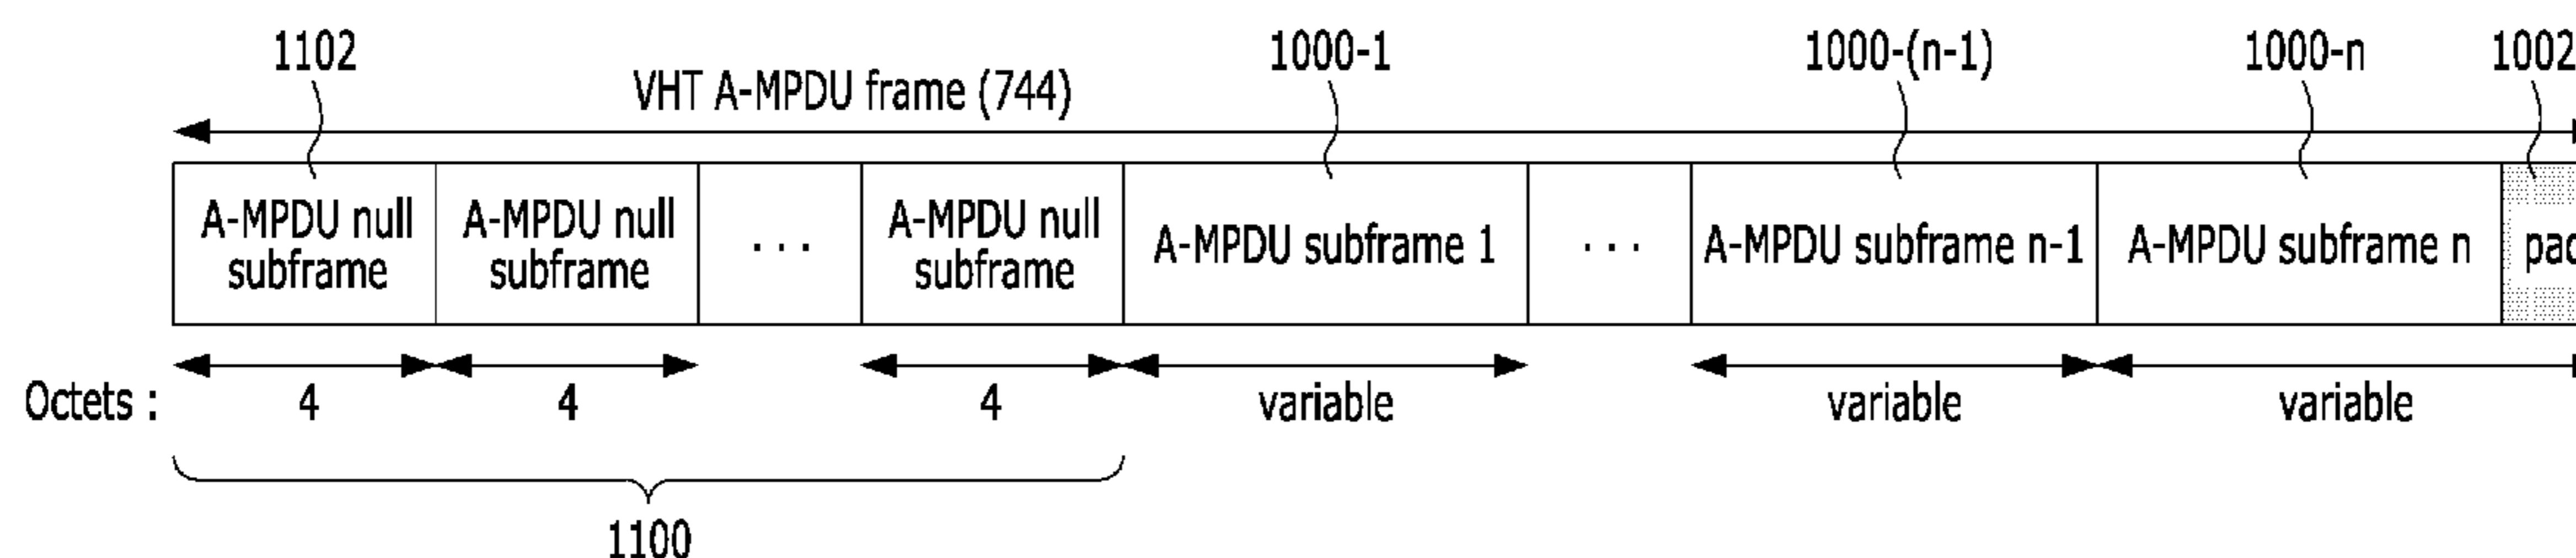 1102
1000-1
1000-(n-1)
1000-n
1002
VHT A-MPDU frame (744)
A-MPDU null
subframe
A-MPDU null
subframe
. . .
A-MPDU null
subframe
A-MPDU subframe 1
. . .
A-MPDU subframe n-1
A-MPDU subframe n
Octets :
4
4
4
variable
variable
variable
1100